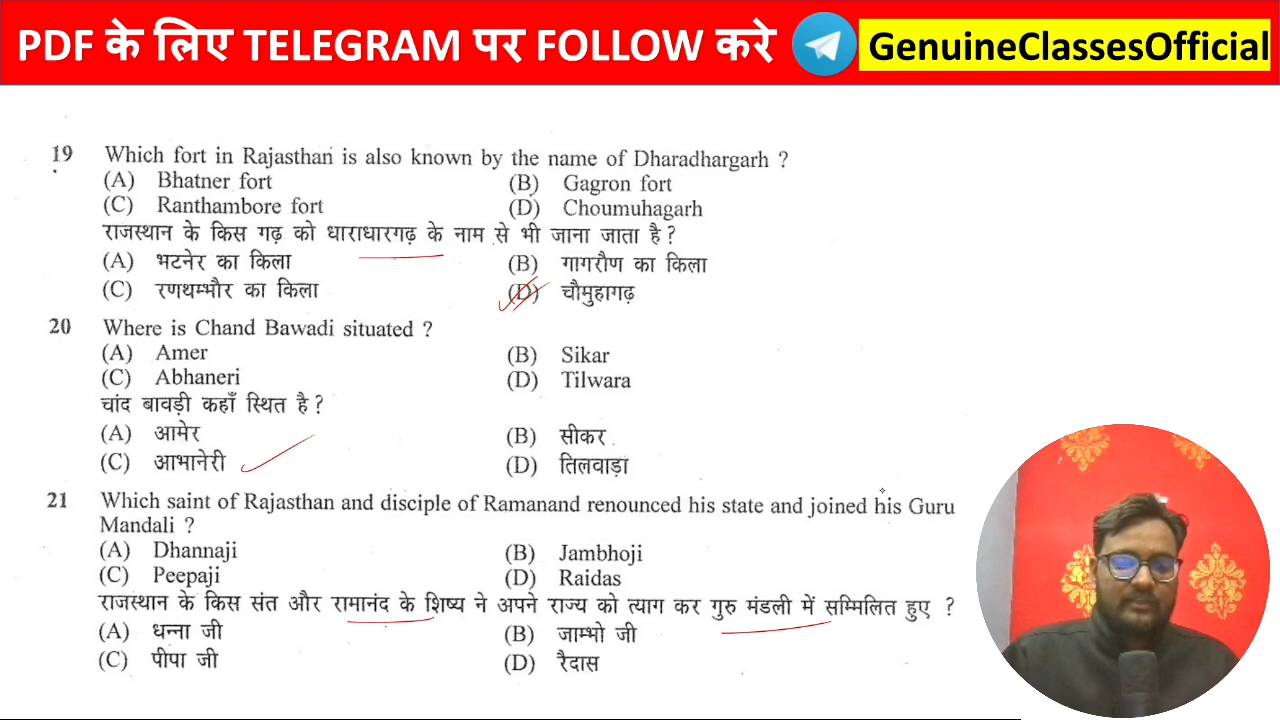 PDF के लिए TELEGRAM पर FOLLOW करे GenuineClassesOfficial
19 Which fort in Rajasthan is also known by the name of Dharadhargarh ?
(A) Bhatner fort (B) Gagron fort
(C) Ranthambore fort (D) Choumuhagarh
राजस्थान के किस गढ़ को धाराधारगढ़ के नाम से भी जाना जाता है ?
(A) भटनेर का किला (B) गागरौण का किला
(C) रणथम्भौर का किला (D) चौमुहागढ़
20 Where is Chand Bawadi situated ?
(A) Amer (B) Sikar
(C) Abhaneri (D) Tilwara
चांद बावड़ी कहाँ स्थित है ?
(A) आमेर (B) सीकर
(C) आभानेरी (D) तिलवाड़ा
21 Which saint of Rajasthan and disciple of Ramanand renounced his state and joined his Guru
Mandali ?
(A) Dhannaji (B) Jambhoji
(C) Peepaji (D) Raidas
राजस्थान के किस संत और रामानंद के शिष्य ने अपने राज्य को त्याग कर गुरु मंडली में सम्मिलित हुए ?
(A) धन्ना जी (B) जाम्भो जी
(C) पीपा जी (D) रैदास